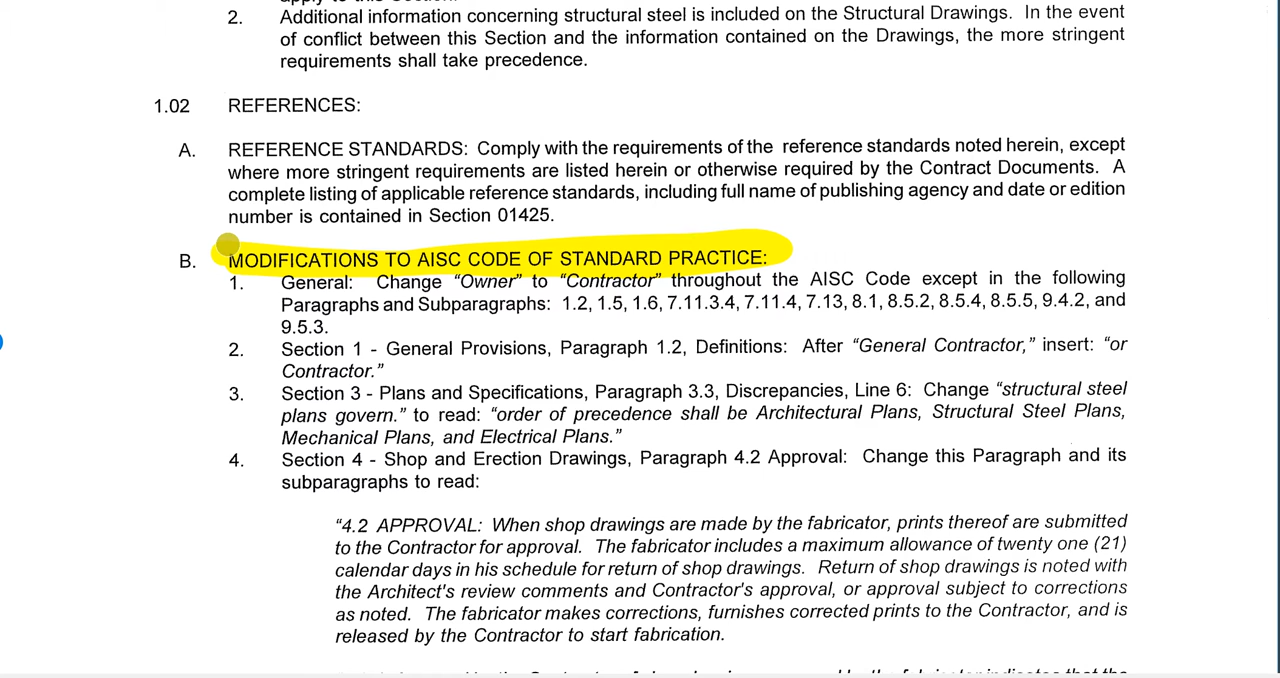 2. Additional information concerning structural steel is included on the Structural Drawings. In the event
of conflict between this Section and the information contained on the Drawings, the more stringent
requirements shall take precedence.
1.02 REFERENCES:
A. REFERENCE STANDARDS: Comply with the requirements of the reference standards noted herein, except
where more stringent requirements are listed herein or otherwise required by the Contract Documents. A
complete listing of applicable reference standards, including full name of publishing agency and date or edition
number is contained in Section 01425.
B. MODIFICATIONS TO AISC CODE OF STANDARD PRACTICE:
1. General: Change “Owner” to “Contractor” throughout the AISC Code except in the following
Paragraphs and Subparagraphs: 1.2, 1.5, 1.6, 7.11.3.4, 7.11.4, 7.13, 8.1, 8.5.2, 8.5.4, 8.5.5, 9.4.2, and
9.5.3.
2. Section 1 - General Provisions, Paragraph 1.2, Definitions: After “General Contractor,” insert: “or
Contractor.”
3. Section 3 - Plans and Specifications, Paragraph 3.3, Discrepancies, Line 6: Change “structural steel
plans govern.” to read: “order of precedence shall be Architectural Plans, Structural Steel Plans,
Mechanical Plans, and Electrical Plans.”
4. Section 4 - Shop and Erection Drawings, Paragraph 4.2 Approval: Change this Paragraph and its
subparagraphs to read:
“4.2 APPROVAL: When shop drawings are made by the fabricator, prints thereof are submitted
to the Contractor for approval. The fabricator includes a maximum allowance of twenty one (21)
calendar days in his schedule for return of shop drawings. Return of shop drawings is noted with
the Architect's review comments and Contractor's approval, or approval subject to corrections
as noted. The fabricator makes corrections, furnishes corrected prints to the Contractor, and is
released by the Contractor to start fabrication.